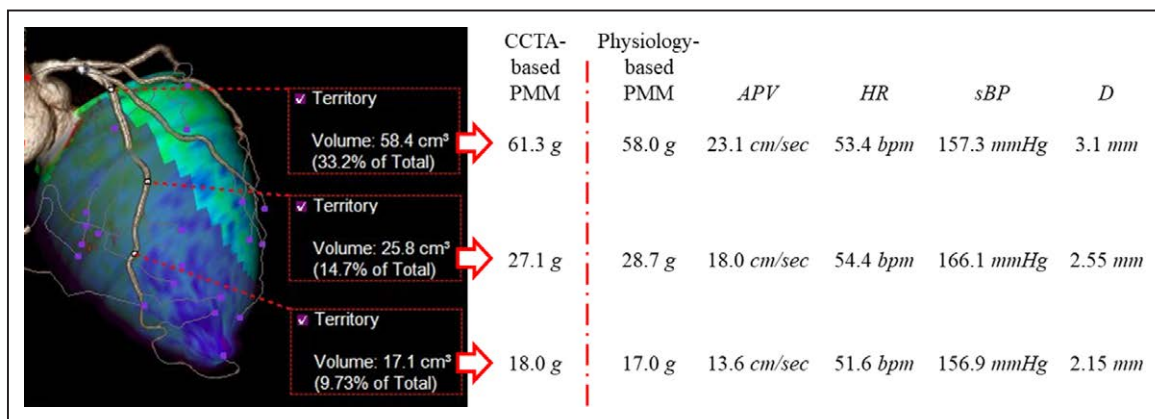 CCTA-based PMM
Physiology-based PMM
APV
HR
sBP
D
Territory
Volume: 58.4 cm³
(33.2% of Total)
61.3 g
58.0 g
23.1 cm/sec
53.4 bpm
157.3 mmHg
3.1 mm
Territory
Volume: 25.8 cm³
(14.7% of Total)
27.1 g
28.7 g
18.0 cm/sec
54.4 bpm
166.1 mmHg
2.55 mm
Territory
Volume: 17.1 cm³
(9.73% of Total)
18.0 g
17.0 g
13.6 cm/sec
51.6 bpm
156.9 mmHg
2.15 mm